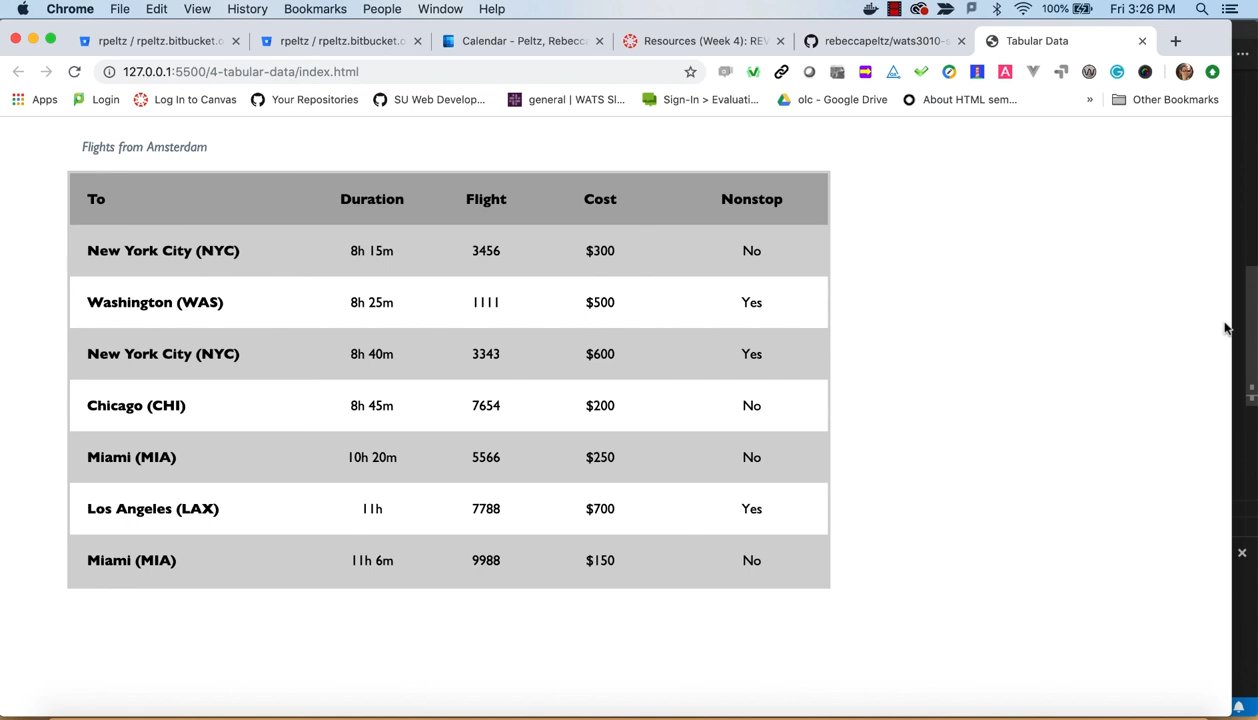 Chrome File Edit View History Bookmarks People Window Help 100% Fri 3:26 PM
rpeltz / rpeltz.bitbucket.o rpeltz / rpeltz.bitbucket.o Calendar - Peltz, Rebecc Resources (Week 4): REV rebeccapeltz/wats3010-s Tabular Data
127.0.0.1:5500/4-tabular-data/index.html
Apps Login Log In to Canvas Your Repositories SU Web Develop... general | WATS Sl... Sign-In > Evaluati... olc - Google Drive About HTML sem... » Other Bookmarks
Flights from Amsterdam
To Duration Flight Cost Nonstop
New York City (NYC) 8h 15m 3456 $300 No
Washington (WAS) 8h 25m 1111 $500 Yes
New York City (NYC) 8h 40m 3343 $600 Yes
Chicago (CHI) 8h 45m 7654 $200 No
Miami (MIA) 10h 20m 5566 $250 No
Los Angeles (LAX) 11h 7788 $700 Yes
Miami (MIA) 11h 6m 9988 $150 No